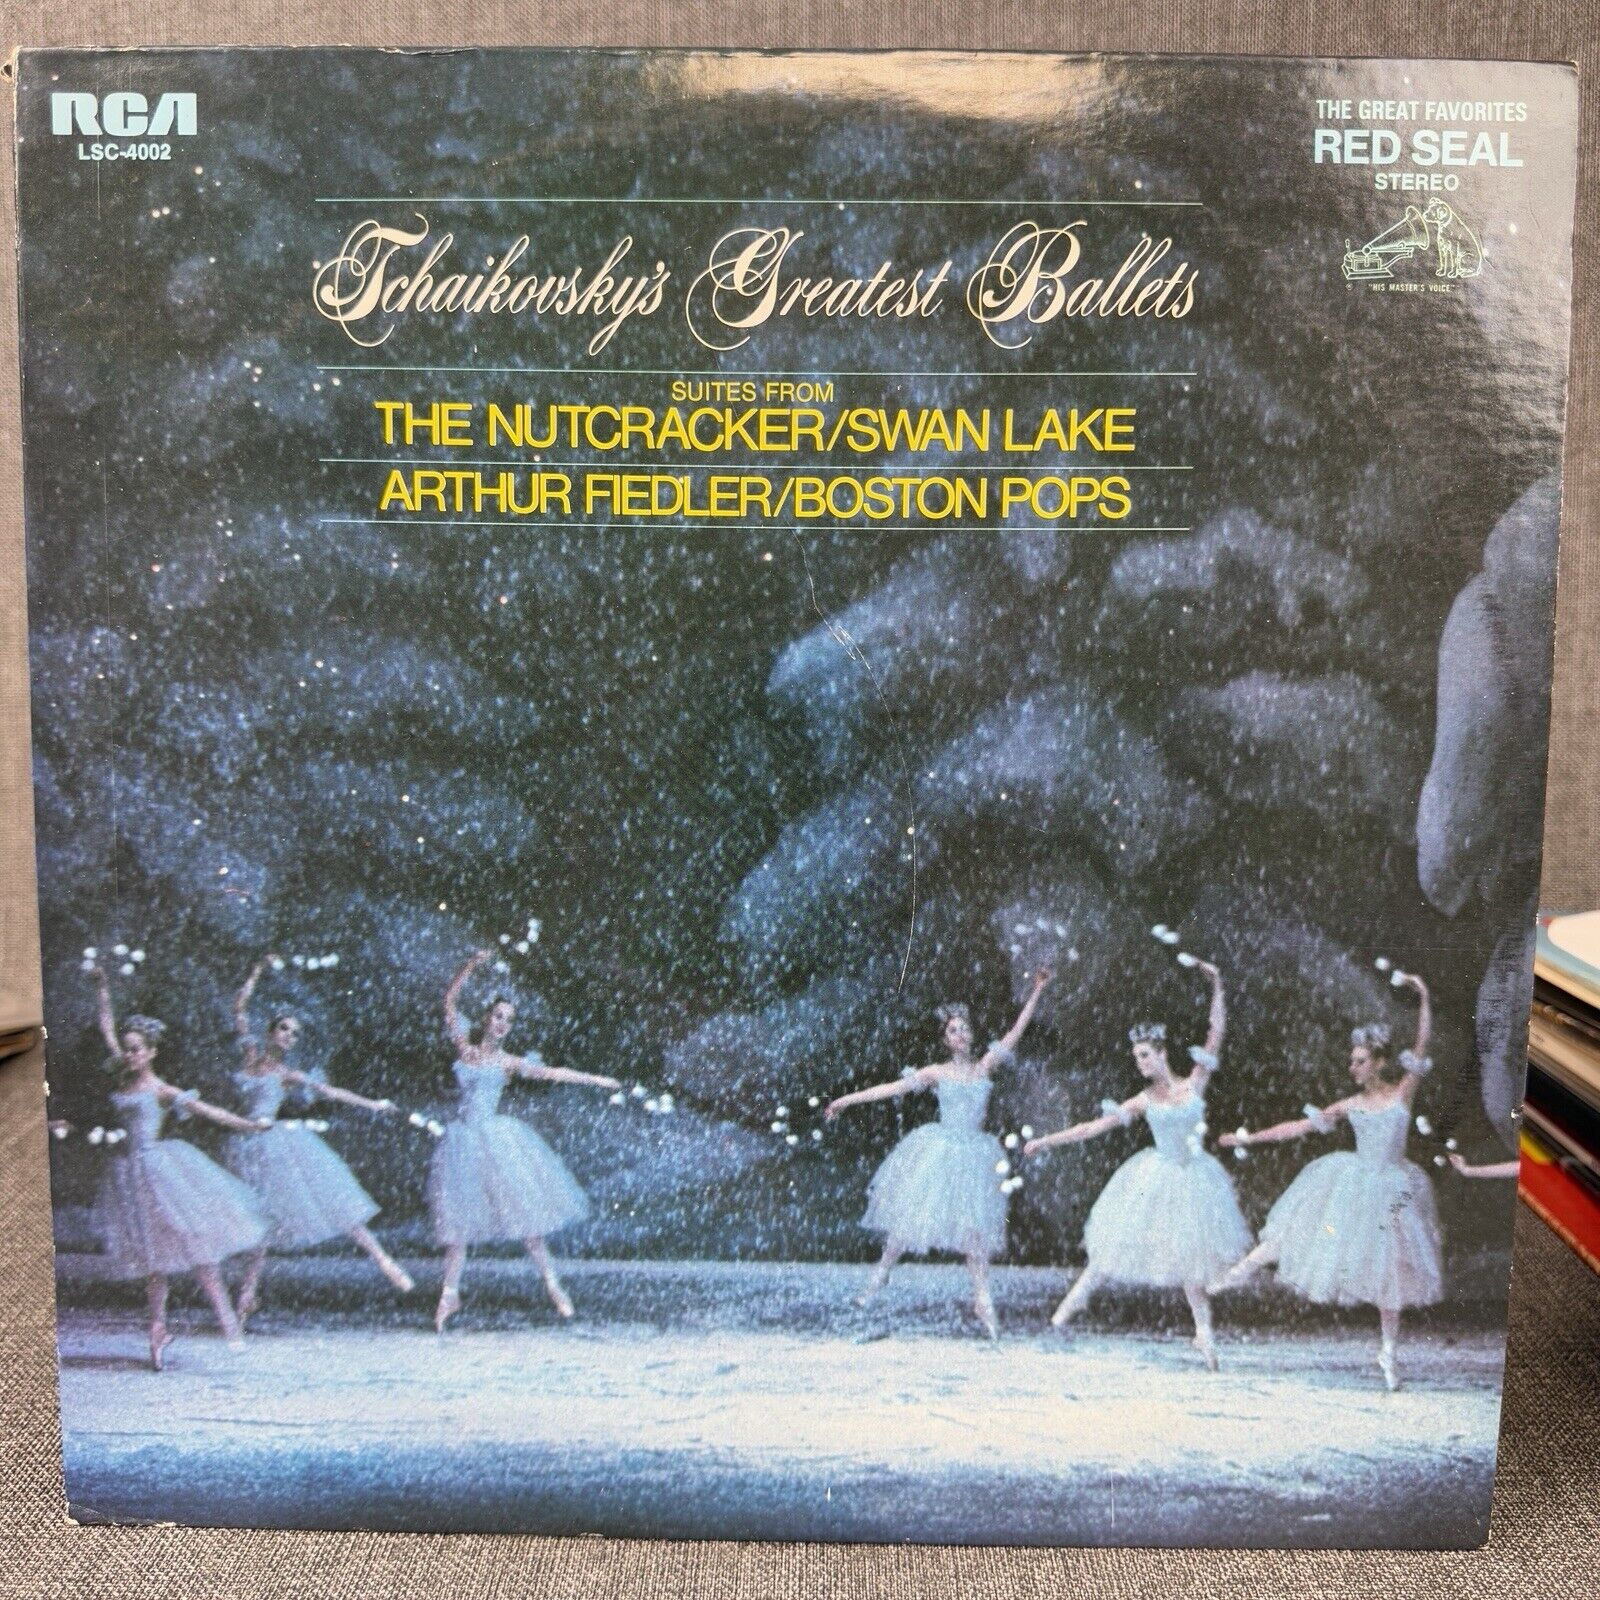 RCA
LSC-4002
THE GREAT FAVORITES
RED SEAL
STEREO
"HIS MASTER'S VOICE"
Tchaikovsky's Greatest Ballets
SUITES FROM
THE NUTCRACKER/SWAN LAKE
ARTHUR FIEDLER/BOSTON POPS